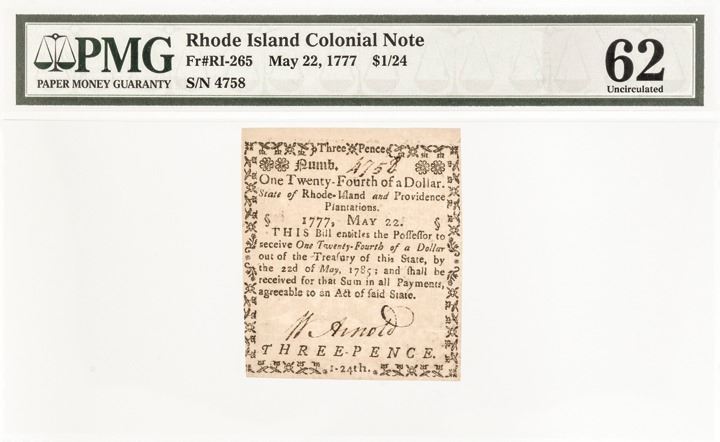 PMG
PAPER MONEY GUARANTY
Rhode Island Colonial Note
Fr#RI-265 May 22, 1777 $1/24
S/N 4758
62
Uncirculated
Three Pence
Numb. 4758
One Twenty-Fourth of a Dollar.
State of Rhode-Iſland and Providence
Plantations.
§ 1777, MAY 22. §
THIS Bill entitles the Poſſeſſor to
receive One Twenty-Fourth of a Dollar
out of the Treaſury of this State, by
the 22d of May, 1785; and ſhall be
received for that Sum in all Payments,
agreeable to an Act of ſaid State.
W Arnold
THREE-PENCE.
1-24th.